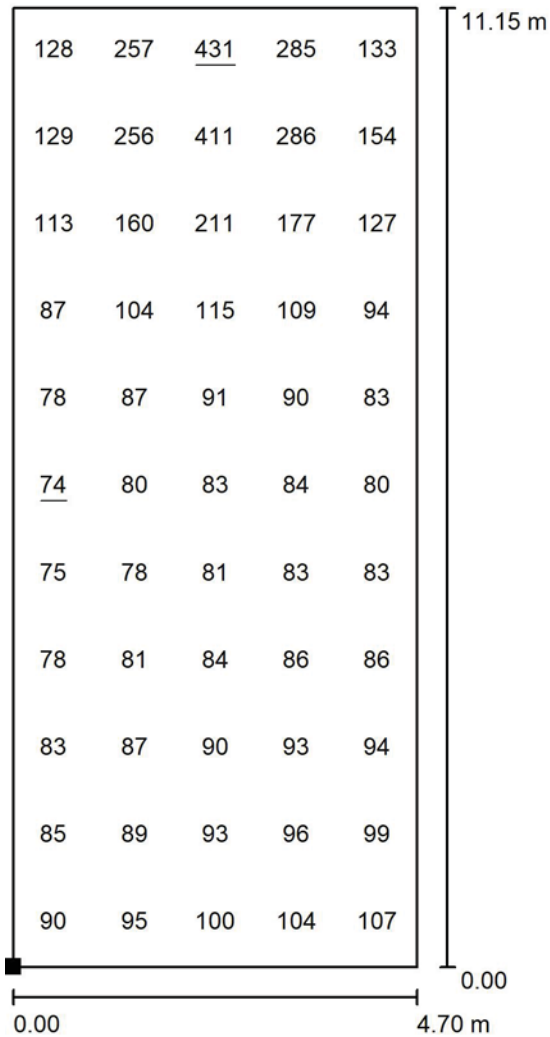 11.15 m
128 257 431 285 133
129 256 411 286 154
113 160 211 177 127
87 104 115 109 94
78 87 91 90 83
74 80 83 84 80
75 78 81 83 83
78 81 84 86 86
83 87 90 93 94
85 89 93 96 99
90 95 100 104 107
0.00
0.00 4.70 m